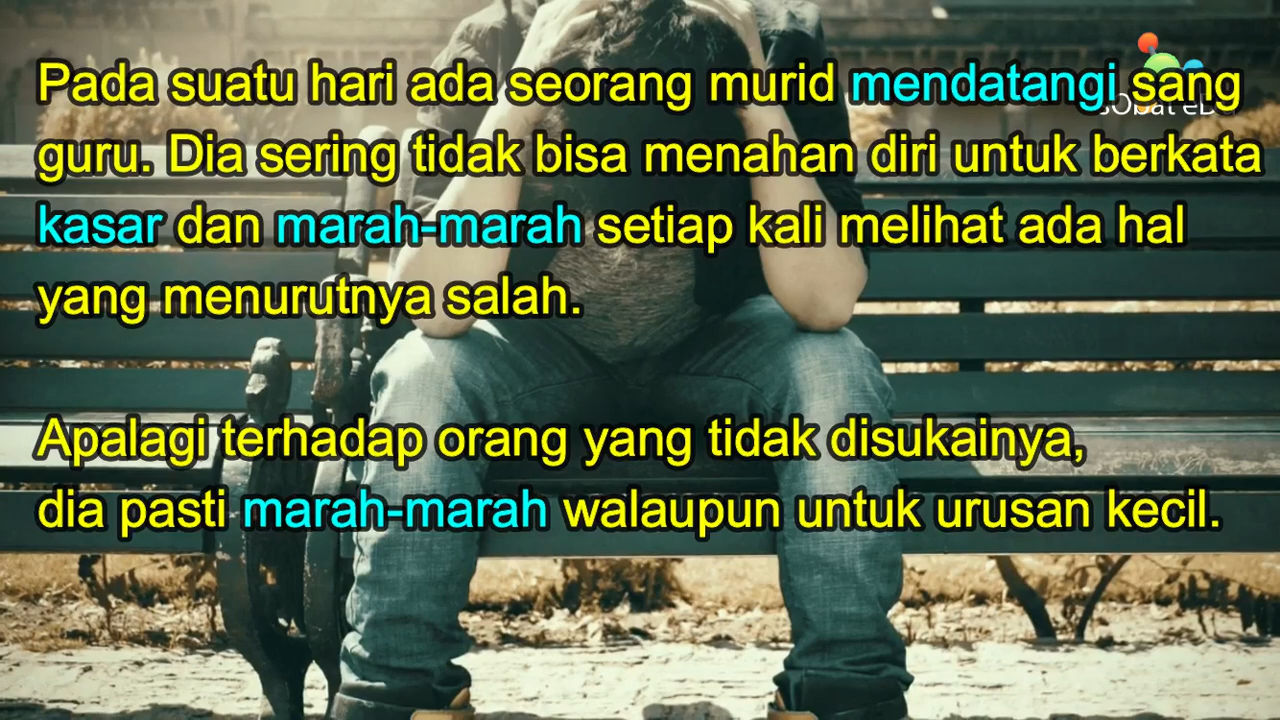 Pada suatu hari ada seorang murid mendatangi sang
guru. Dia sering tidak bisa menahan diri untuk berkata
kasar dan marah-marah setiap kali melihat ada hal
yang menurutnya salah.
Apalagi terhadap orang yang tidak disukainya,
dia pasti marah-marah walaupun untuk urusan kecil.